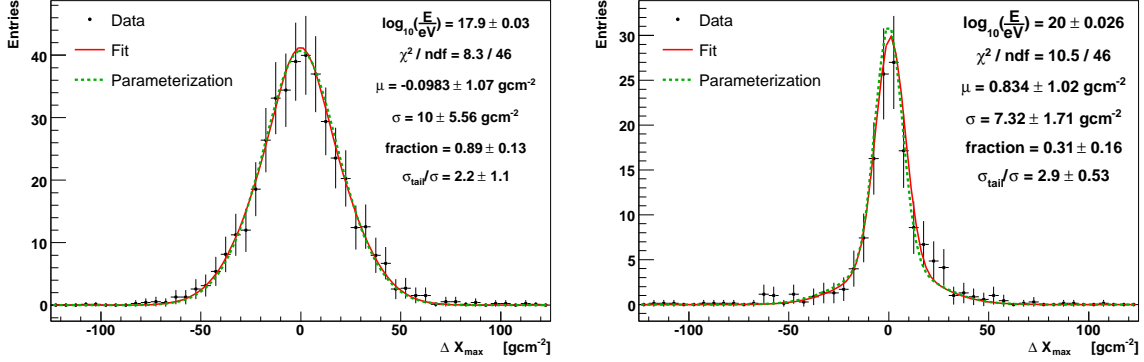 Entries
40
30
20
10
0
Data
Fit
Parameterization
log₁₀(E/eV) = 17.9 ± 0.03
χ² / ndf = 8.3 / 46
μ = -0.0983 ± 1.07 gcm⁻²
σ = 10 ± 5.56 gcm⁻²
fraction = 0.89 ± 0.13
σ_tail/σ = 2.2 ± 1.1
-100 -50 0 50 100
Δ X_max [gcm⁻²]
Entries
30
25
20
15
10
5
0
Data
Fit
Parameterization
log₁₀(E/eV) = 20 ± 0.026
χ² / ndf = 10.5 / 46
μ = 0.834 ± 1.02 gcm⁻²
σ = 7.32 ± 1.71 gcm⁻²
fraction = 0.31 ± 0.16
σ_tail/σ = 2.9 ± 0.53
-100 -50 0 50 100
Δ X_max [gcm⁻²]